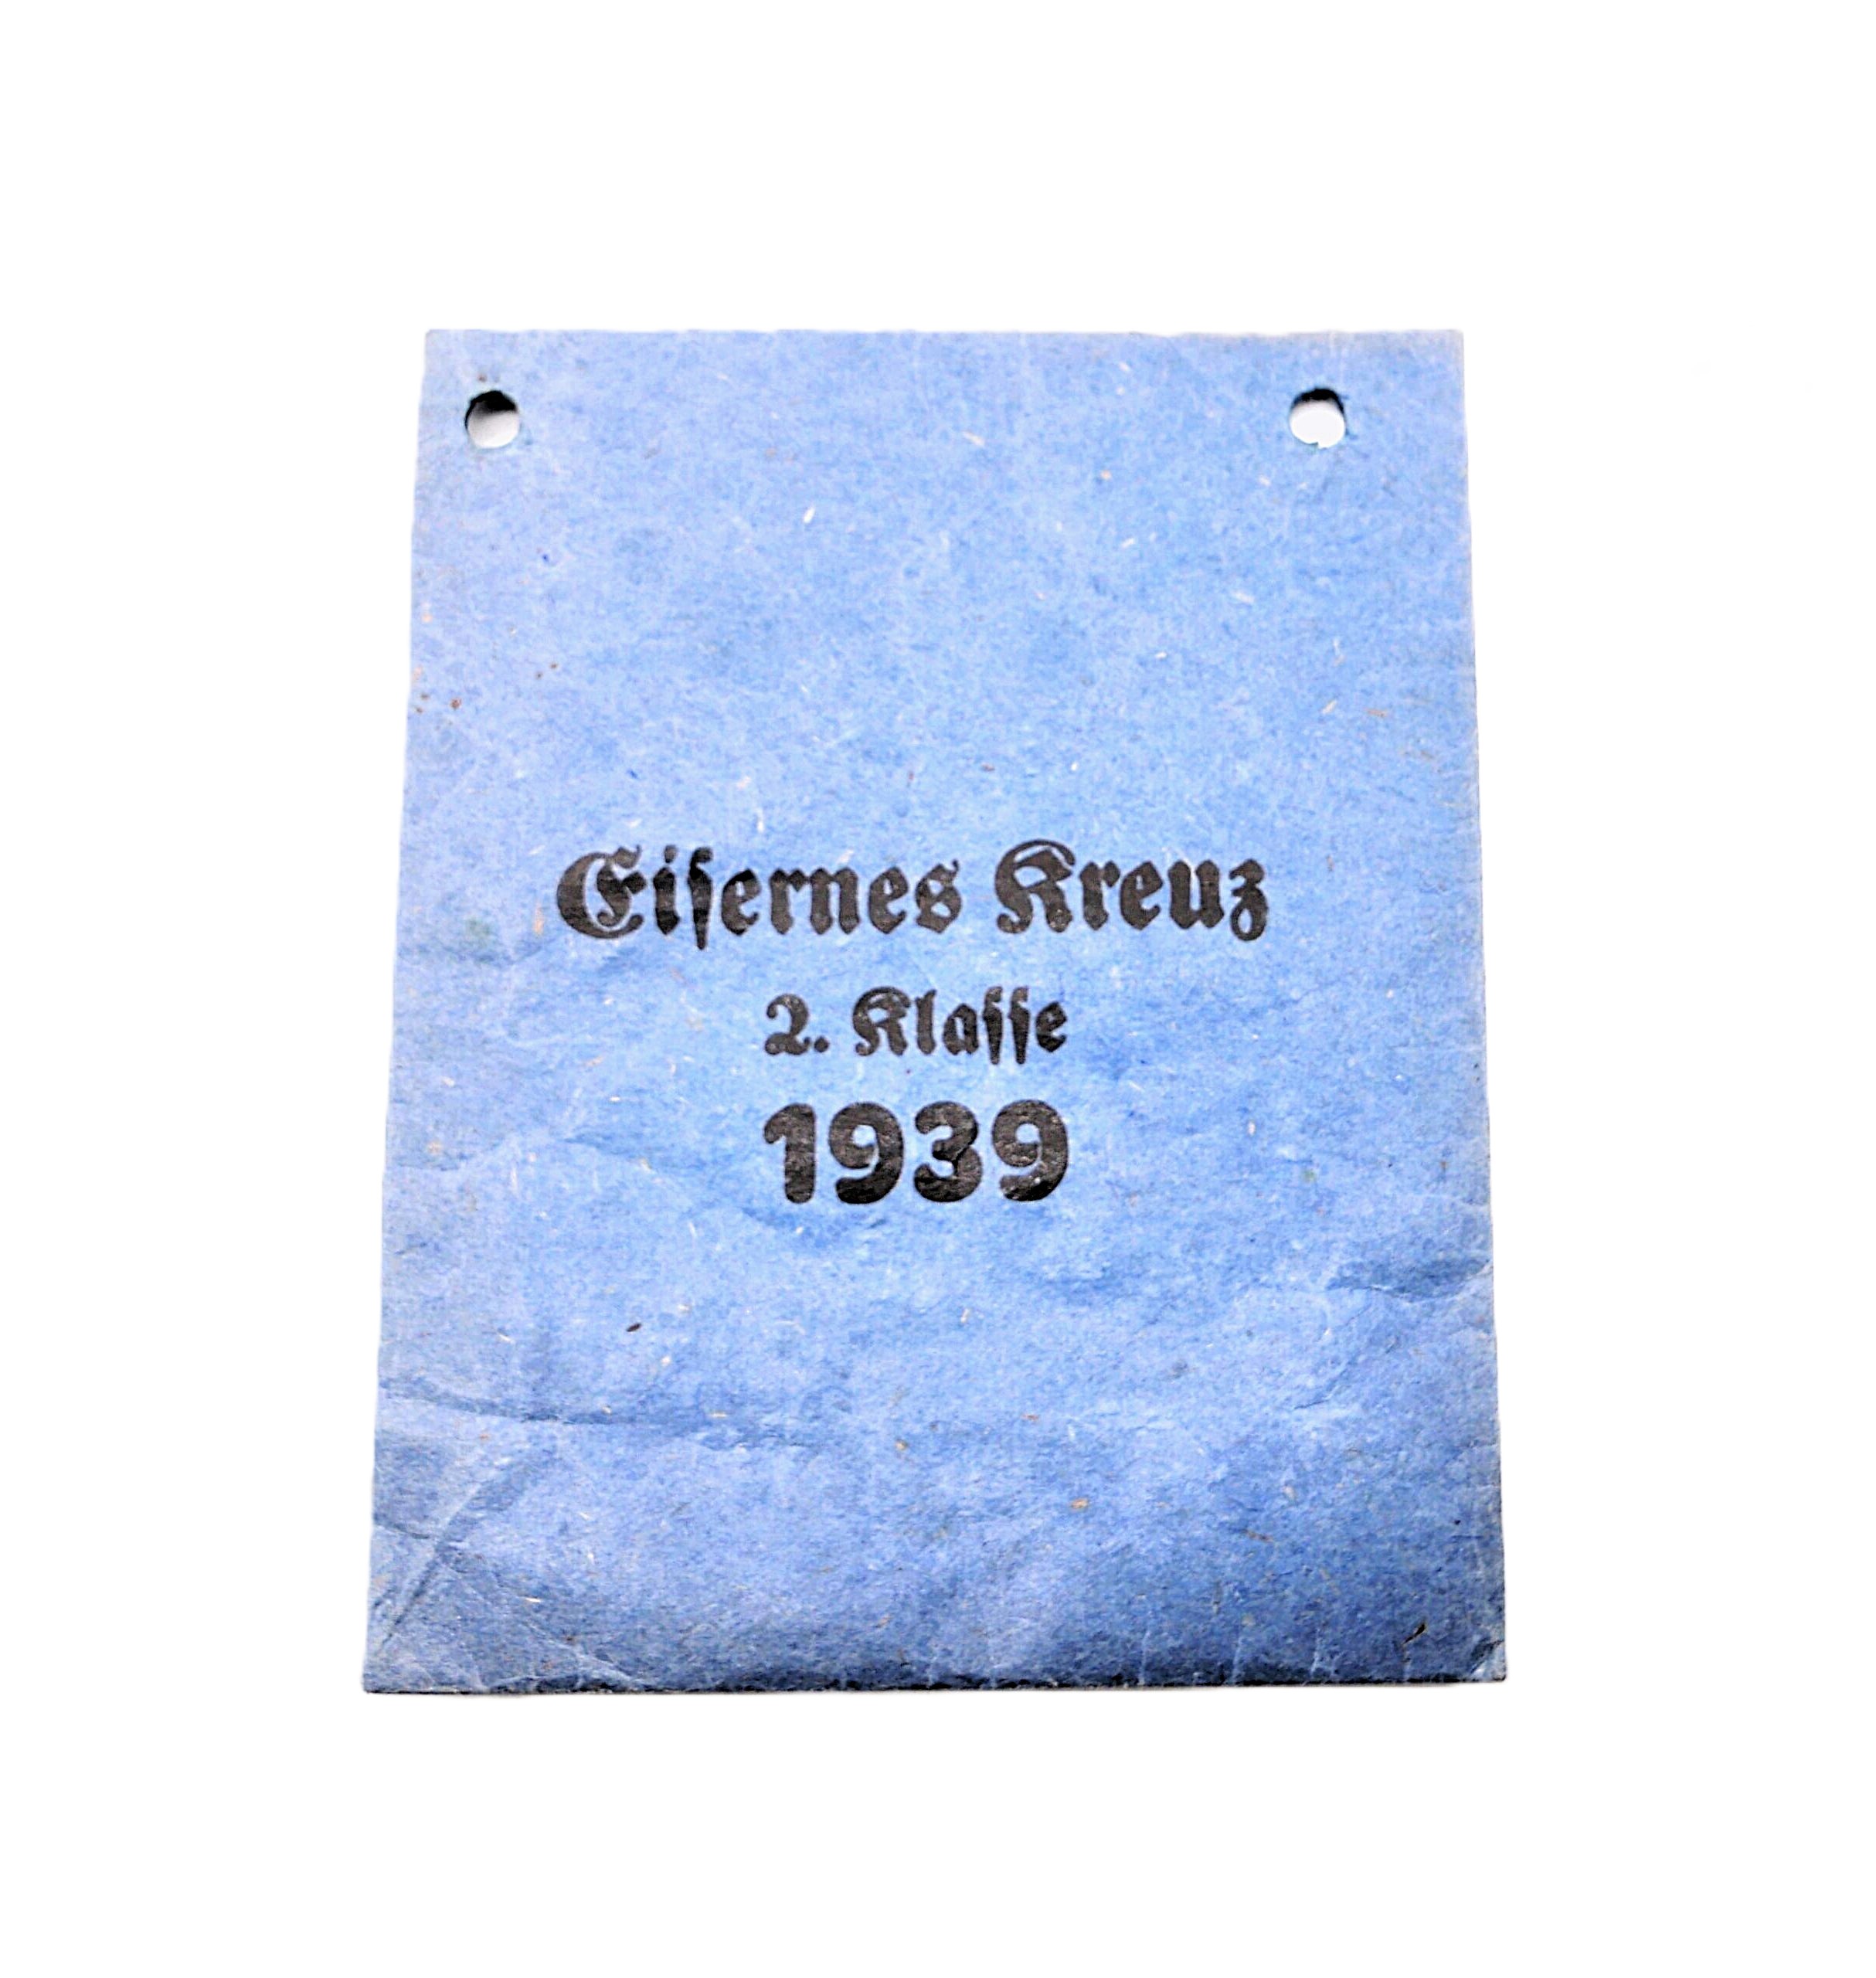 Eiſernes Kreuz
2. Klaſſe
1939